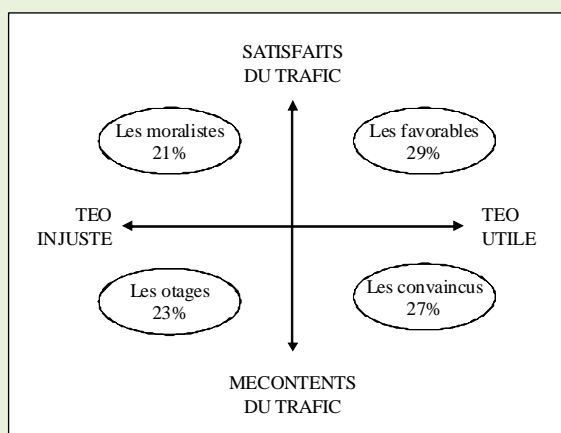 SATISFAITS
DU TRAFIC
Les moralistes
21%
Les favorables
29%
TEO
INJUSTE
TEO
UTILE
Les otages
23%
Les convaincus
27%
MECONTENTS
DU TRAFIC